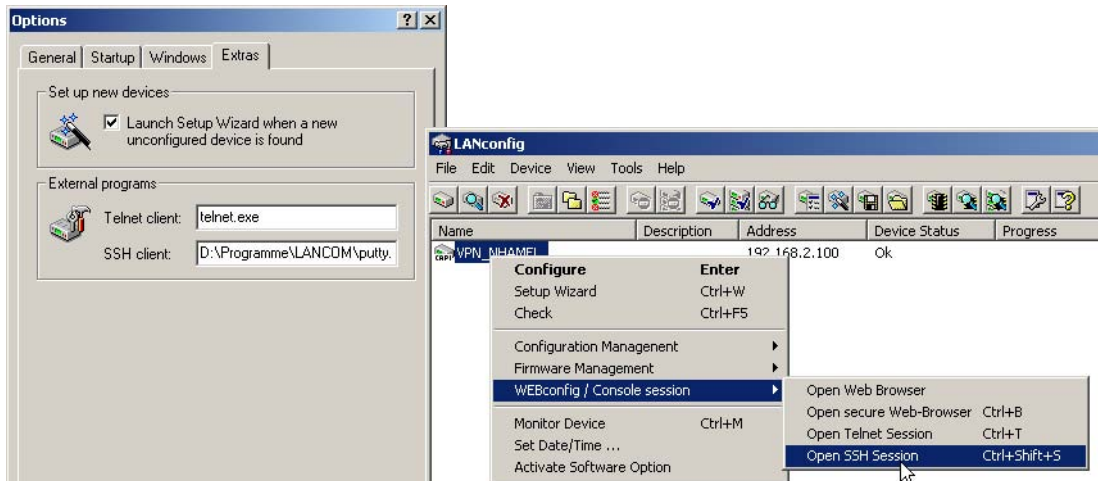 Options
General Startup Windows Extras
Set up new devices
Launch Setup Wizard when a new
unconfigured device is found
External programs
Telnet client: telnet.exe
SSH client: D:\Programme\LANCOM\putty.
LANconfig
File Edit Device View Tools Help
Name Description Address Device Status Progress
VPN_NHAMEL 192.168.2.100 Ok
Configure Enter
Setup Wizard Ctrl+W
Check Ctrl+F5
Configuration Managenent
Firmware Management
WEBconfig / Console session
Monitor Device Ctrl+M
Set Date/Time ...
Activate Software Option
Open Web Browser
Open secure Web-Browser Ctrl+B
Open Telnet Session Ctrl+T
Open SSH Session Ctrl+Shift+S